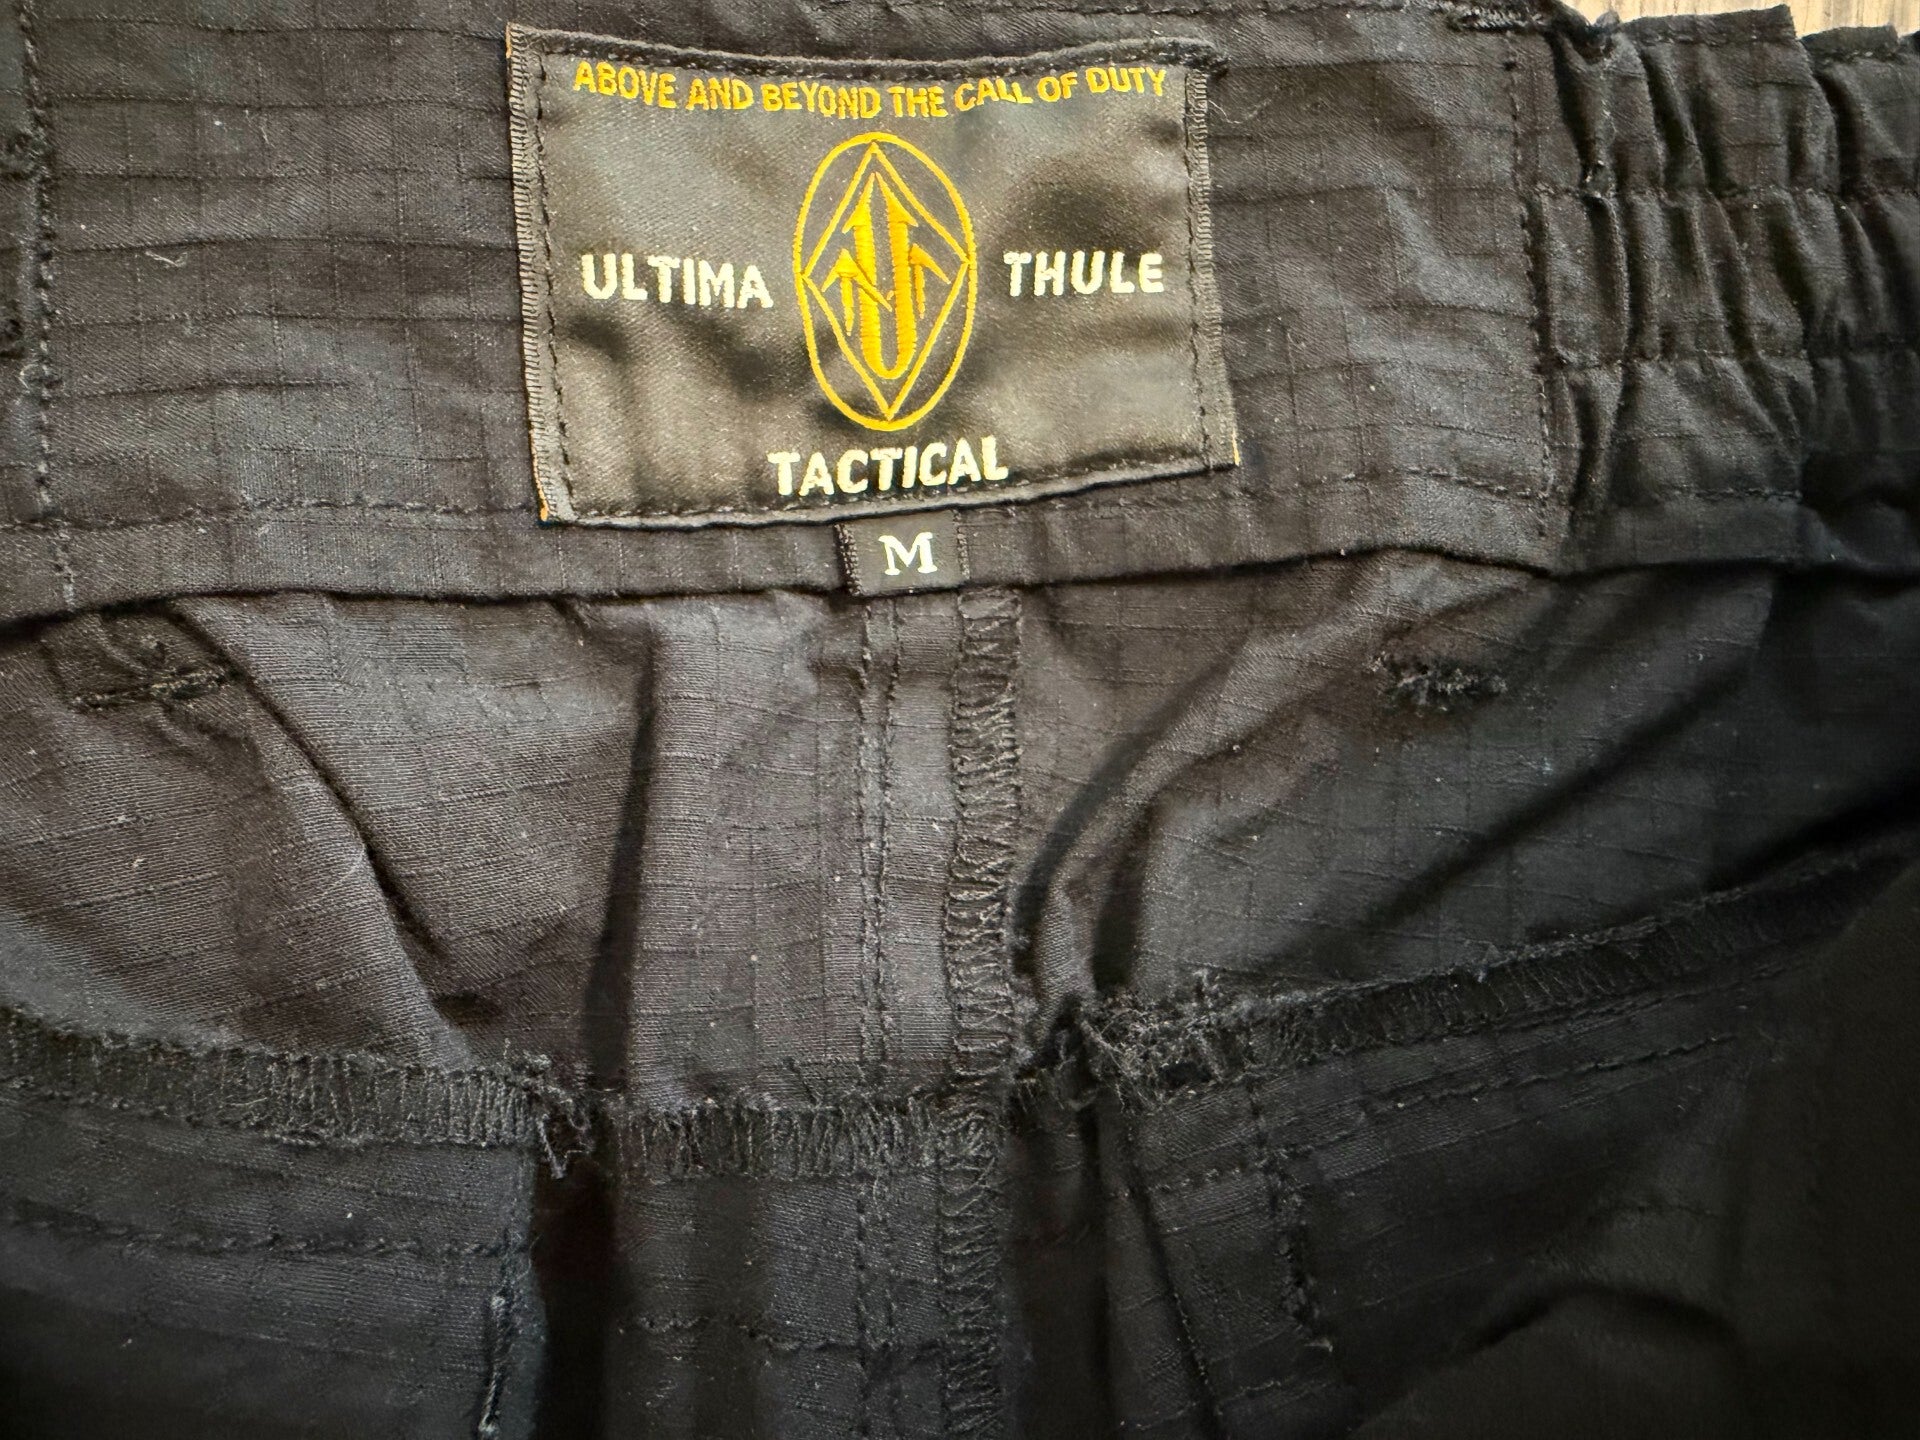 ABOVE AND BEYOND THE CALL OF DUTY
ULTIMA THULE
TACTICAL
M